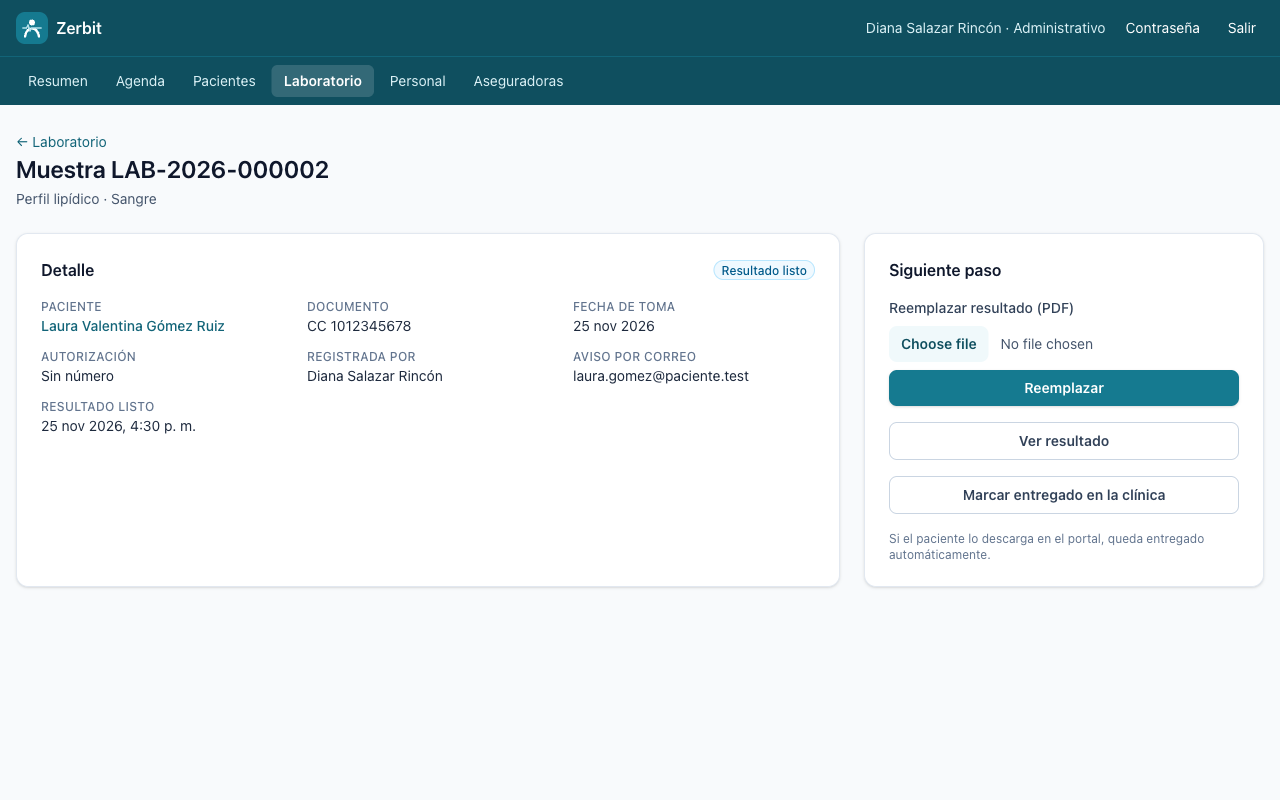 Zerbit
Diana Salazar Rincón · Administrativo
Contraseña
Salir
Resumen
Agenda
Pacientes
Laboratorio
Personal
Aseguradoras
← Laboratorio
Muestra LAB-2026-000002
Perfil lipídico · Sangre
Detalle
Resultado listo
PACIENTE
Laura Valentina Gómez Ruiz
DOCUMENTO
CC 1012345678
FECHA DE TOMA
25 nov 2026
AUTORIZACIÓN
Sin número
REGISTRADA POR
Diana Salazar Rincón
AVISO POR CORREO
laura.gomez@paciente.test
RESULTADO LISTO
25 nov 2026, 4:30 p. m.
Siguiente paso
Reemplazar resultado (PDF)
Choose file
No file chosen
Reemplazar
Ver resultado
Marcar entregado en la clínica
Si el paciente lo descarga en el portal, queda entregado
automáticamente.